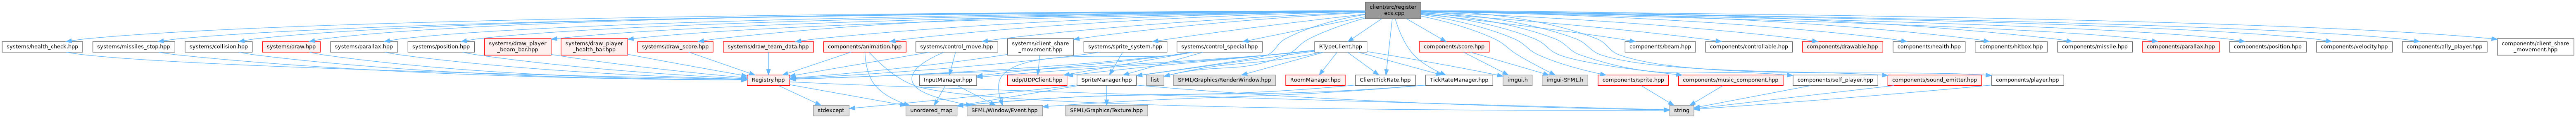 client/src/register
_ecs.cpp
systems/health_check.hpp
systems/missiles_stop.hpp
systems/collision.hpp
systems/draw.hpp
systems/parallax.hpp
systems/position.hpp
systems/draw_player
_beam_bar.hpp
systems/draw_player
_health_bar.hpp
systems/draw_score.hpp
systems/draw_team_data.hpp
components/animation.hpp
systems/control_move.hpp
systems/client_share
_movement.hpp
systems/sprite_system.hpp
systems/control_special.hpp
RTypeClient.hpp
components/score.hpp
components/beam.hpp
components/controllable.hpp
components/drawable.hpp
components/health.hpp
components/hitbox.hpp
components/missile.hpp
components/parallax.hpp
components/position.hpp
components/velocity.hpp
components/ally_player.hpp
components/client_share
_movement.hpp
Registry.hpp
InputManager.hpp
udp/UDPClient.hpp
SpriteManager.hpp
list
SFML/Graphics/RenderWindow.hpp
RoomManager.hpp
ClientTickRate.hpp
TickRateManager.hpp
imgui.h
imgui-SFML.h
components/sprite.hpp
components/music_component.hpp
components/self_player.hpp
components/sound_emitter.hpp
components/player.hpp
stdexcept
unordered_map
SFML/Window/Event.hpp
SFML/Graphics/Texture.hpp
string